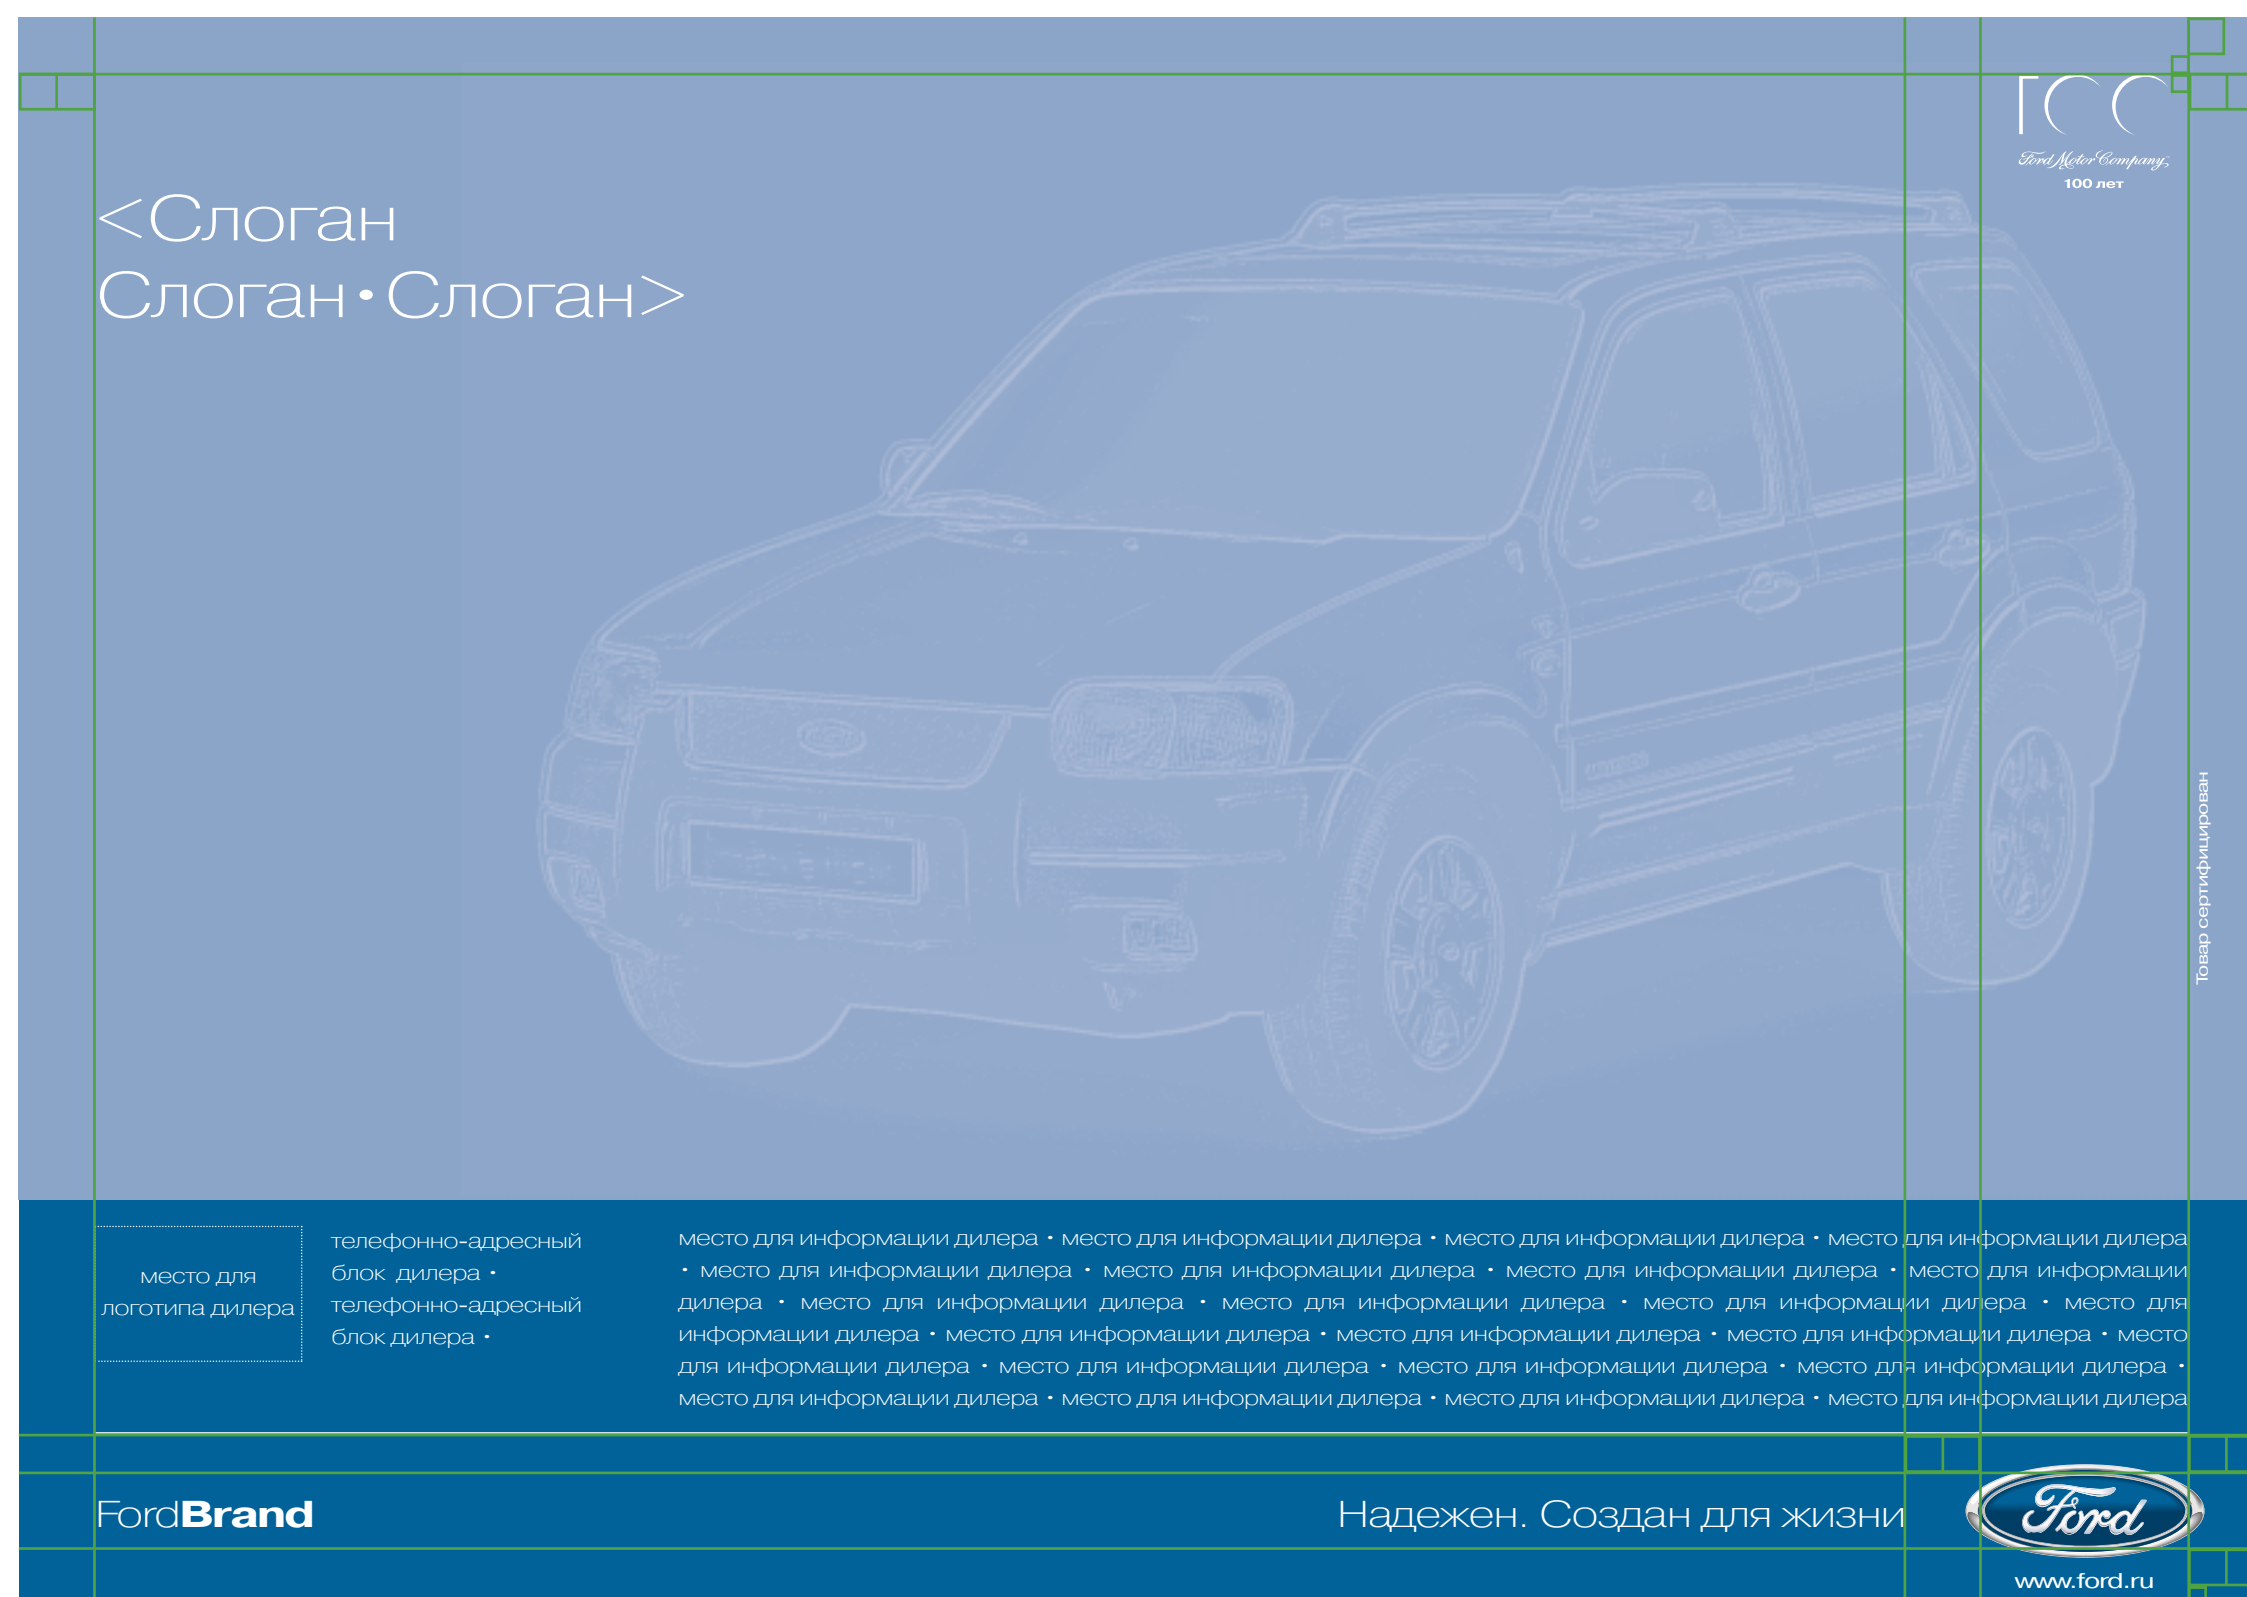 Ford Motor Company
100 лет
<Слоган
Слоган • Слоган>
Товар сертифицирован
место для
логотипа дилера
телефонно-адресный
блок дилера •
телефонно-адресный
блок дилера •
место для информации дилера • место для информации дилера • место для информации дилера • место для информации дилера
• место для информации дилера • место для информации дилера • место для информации дилера • место для информации
дилера • место для информации дилера • место для информации дилера • место для информации дилера • место для
информации дилера • место для информации дилера • место для информации дилера • место для информации дилера • место
для информации дилера • место для информации дилера • место для информации дилера • место для информации дилера •
место для информации дилера • место для информации дилера • место для информации дилера • место для информации дилера
FordBrand
Надежен. Создан для жизни
Ford
www.ford.ru